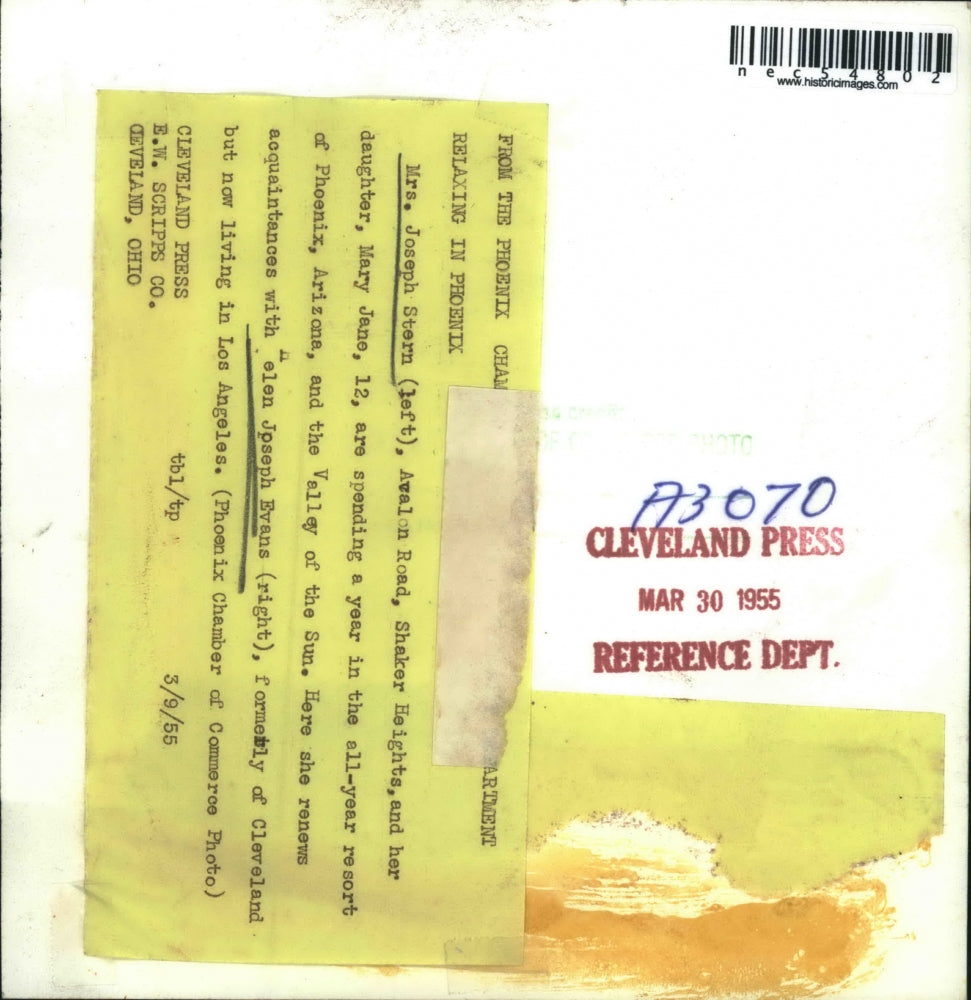 nec54802
www.historicimages.com
FROM THE PHOENIX CHAM ARTMENT
RELAXING IN PHOENIX
Mrs. Joseph Stern (left), Avalon Road, Shaker Heights, and her
daughter, Mary Jane, 12, are spending a year in the all-year resort
of Phoenix, Arizona, and the Valley of the Sun. Here she renews
acquaintances with Helen Joseph Evans (right), formerly of Cleveland
but now living in Los Angeles. (Phoenix Chamber of Commerce Photo)
CLEVELAND PRESS tbl/tp 3/9/55
E.W. SCRIPPS CO.
CLEVELAND, OHIO
PHOTO
A3070
CLEVELAND PRESS
MAR 30 1955
REFERENCE DEPT.